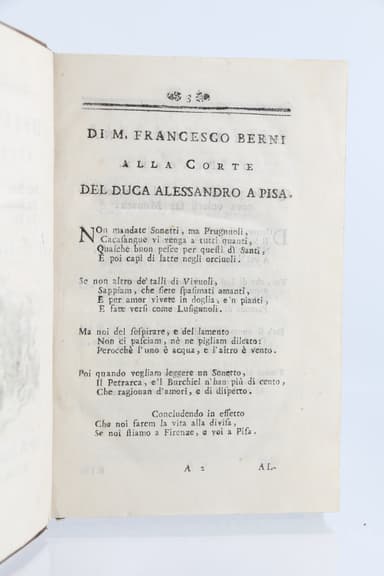 3
DI M. FRANCESCO BERNI
ALLA CORTE
DEL DUGA ALESSANDRO A PISA.
NOn mandate Sonetti, ma Prugnuoli,
Cacasangue vi venga a tutti quanti,
Qualche buon pesce per questi dì Santi,
E poi capi di latte negli orciuoli.
Se non altro de' talli di Vivuoli,
Sappiam, che siete spasimati amanti,
E per amor vivete in doglia, e'n pianti,
E fate versi come Lusignuoli.
Ma noi del sospirare, e del lamento
Non ci pasciam, nè ne pigliam diletto:
Perocchè l'uno è acqua, e l'altro è vento.
Poi quando vogliam leggere un Sonetto,
Il Petrarca, e'l Burchiel n'han più di cento,
Che ragionan d'amori, e di dispetto.
Concludendo in effetto
Che noi farem la vita alla divisa,
Se noi stiamo a Firenze, e voi a Pisa.
A 2 AL-